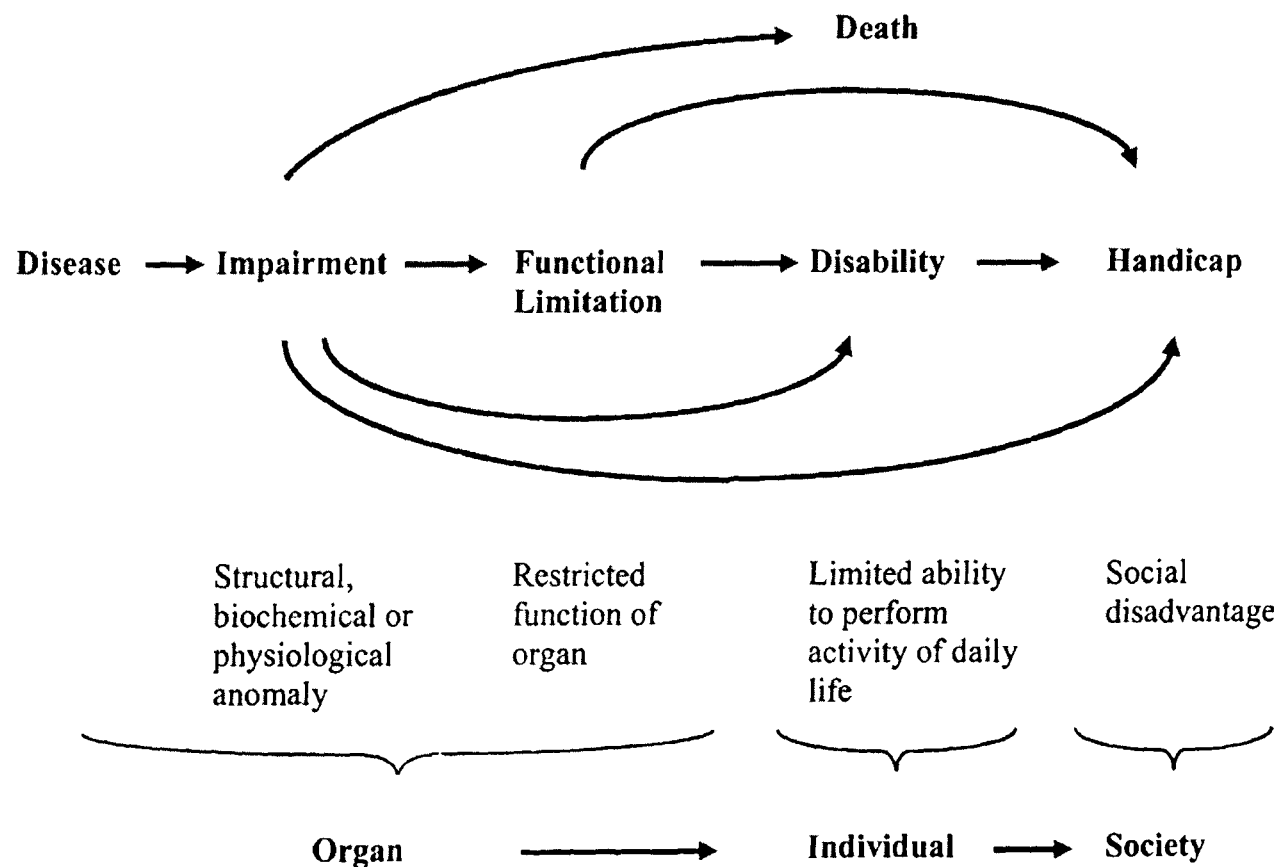 Death
Disease Impairment Functional Limitation Disability Handicap
Structural, biochemical or physiological anomaly
Restricted function of organ
Limited ability to perform activity of daily life
Social disadvantage
Organ Individual Society